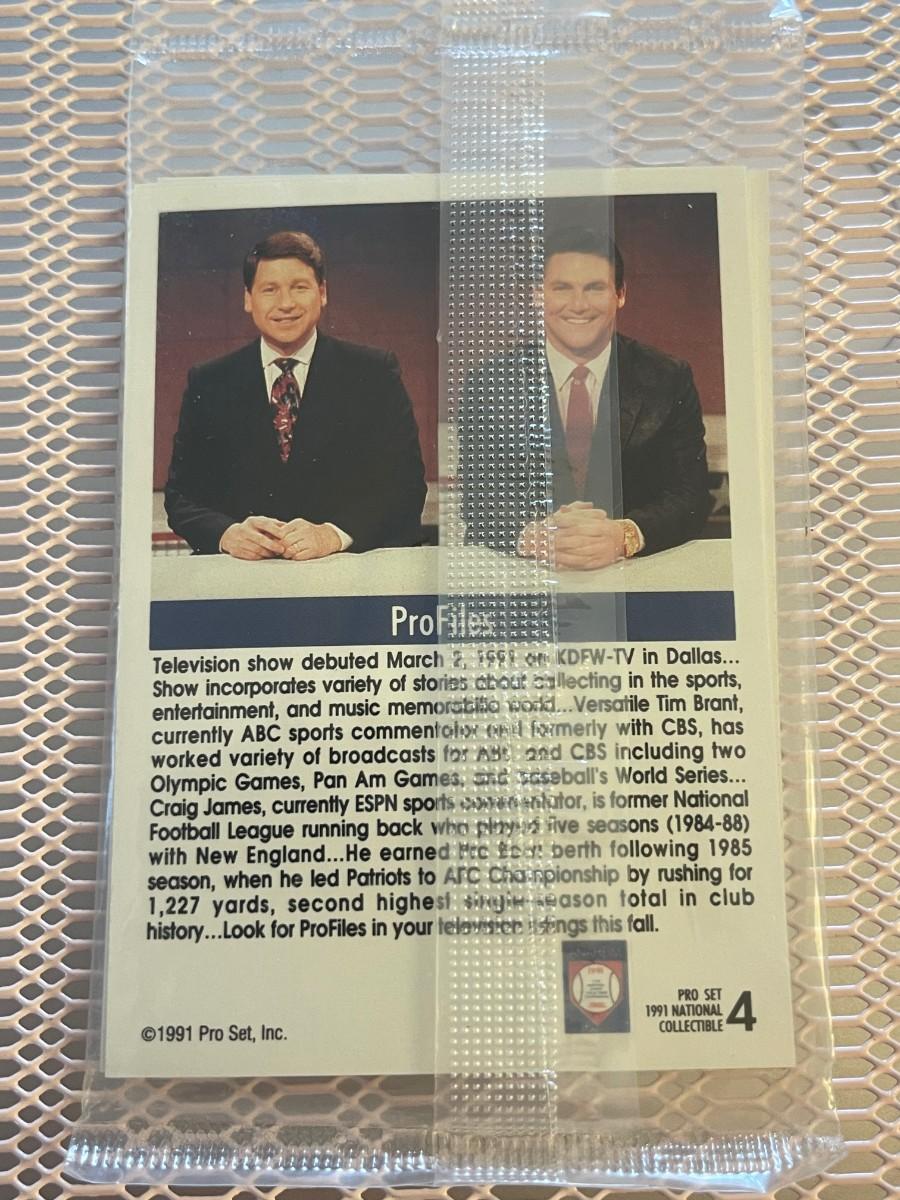 ProFiles
Television show debuted March 2, 1991 on KDFW-TV in Dallas...
Show incorporates variety of stories about collecting in the sports,
entertainment, and music memorabilia world...Versatile Tim Brant,
currently ABC sports commentator and formerly with CBS, has
worked variety of broadcasts for ABC and CBS including two
Olympic Games, Pan Am Games, and baseball's World Series...
Craig James, currently ESPN sports commentator, is former National
Football League running back who played five seasons (1984-88)
with New England...He earned Pro Bowl berth following 1985
season, when he led Patriots to AFC Championship by rushing for
1,227 yards, second highest single-season total in club
history...Look for ProFiles in your television listings this fall.
©1991 Pro Set, Inc.
PRO SET
1991 NATIONAL
COLLECTIBLE 4